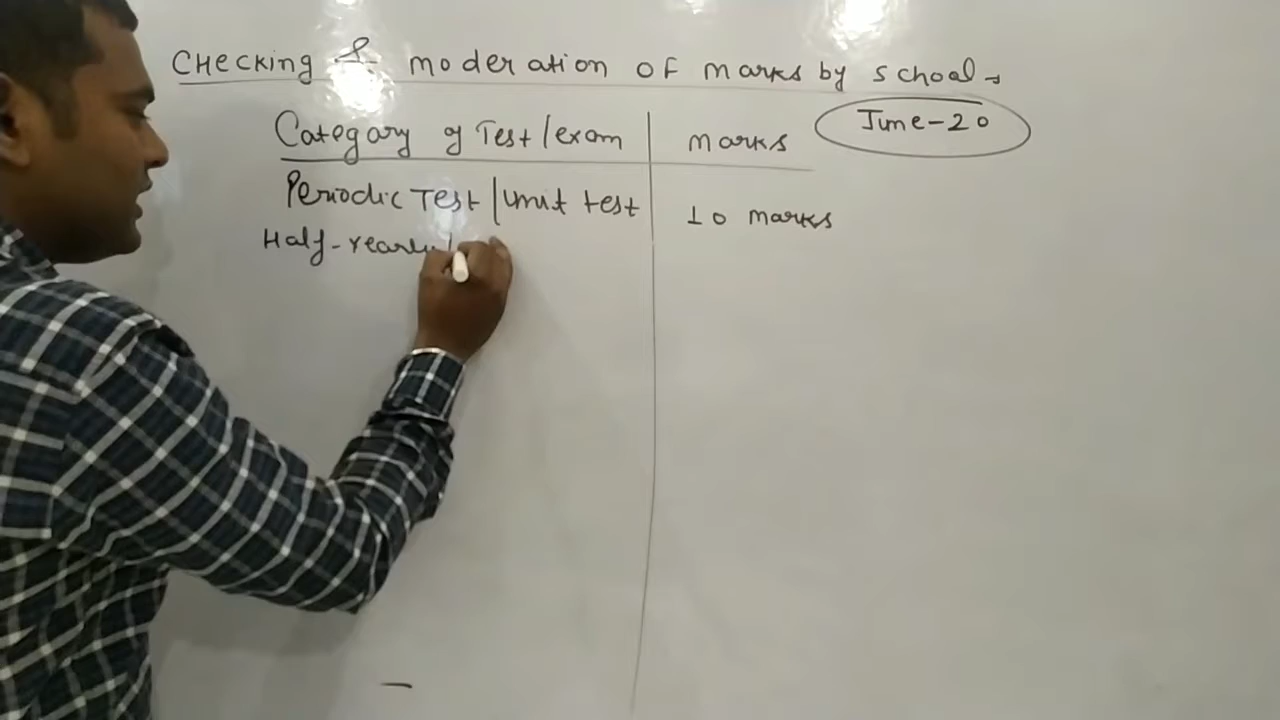 CHecking & moderation of marks by school
Category of Test/exam marks June-20
Periodic Test/Unit test 10 marks
Half-Yearly/